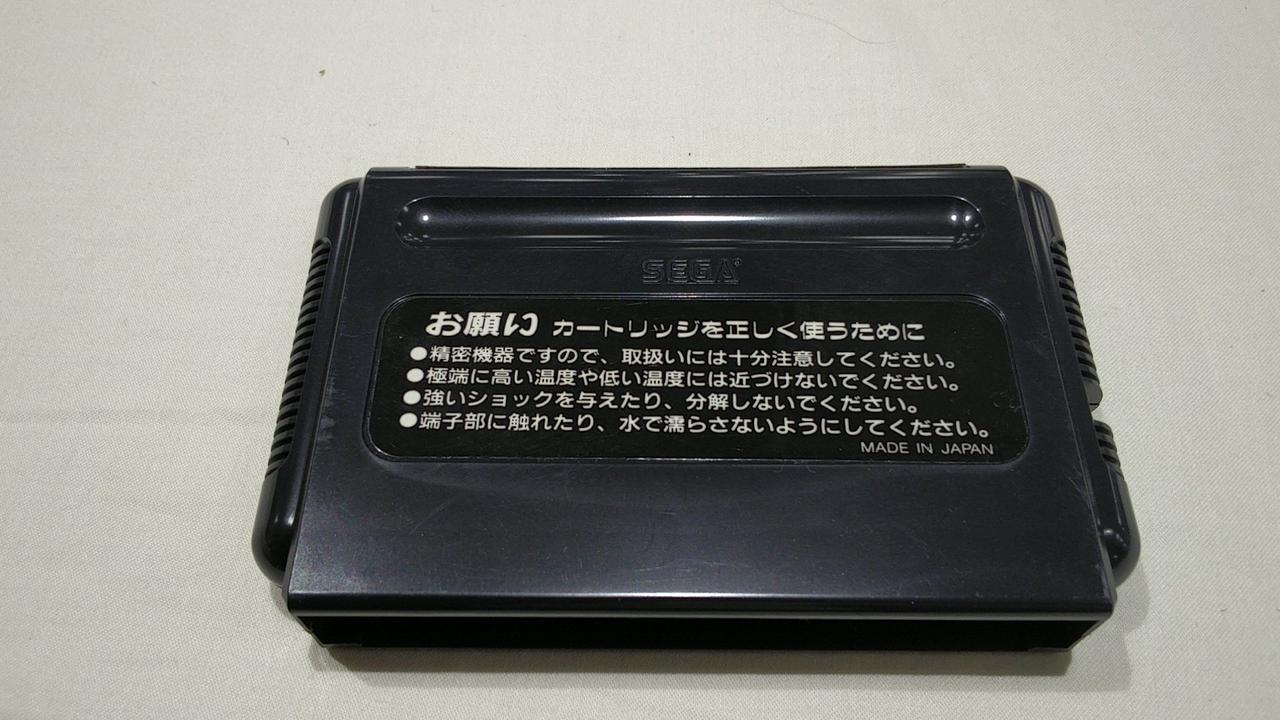 SEGA
お願い カートリッジを正しく使うために
●精密機器ですので、取扱いには十分注意してください。
●極端に高い温度や低い温度には近づけないでください。
●強いショックを与えたり、分解しないでください。
●端子部に触れたり、水で濡らさないようにしてください。
MADE IN JAPAN